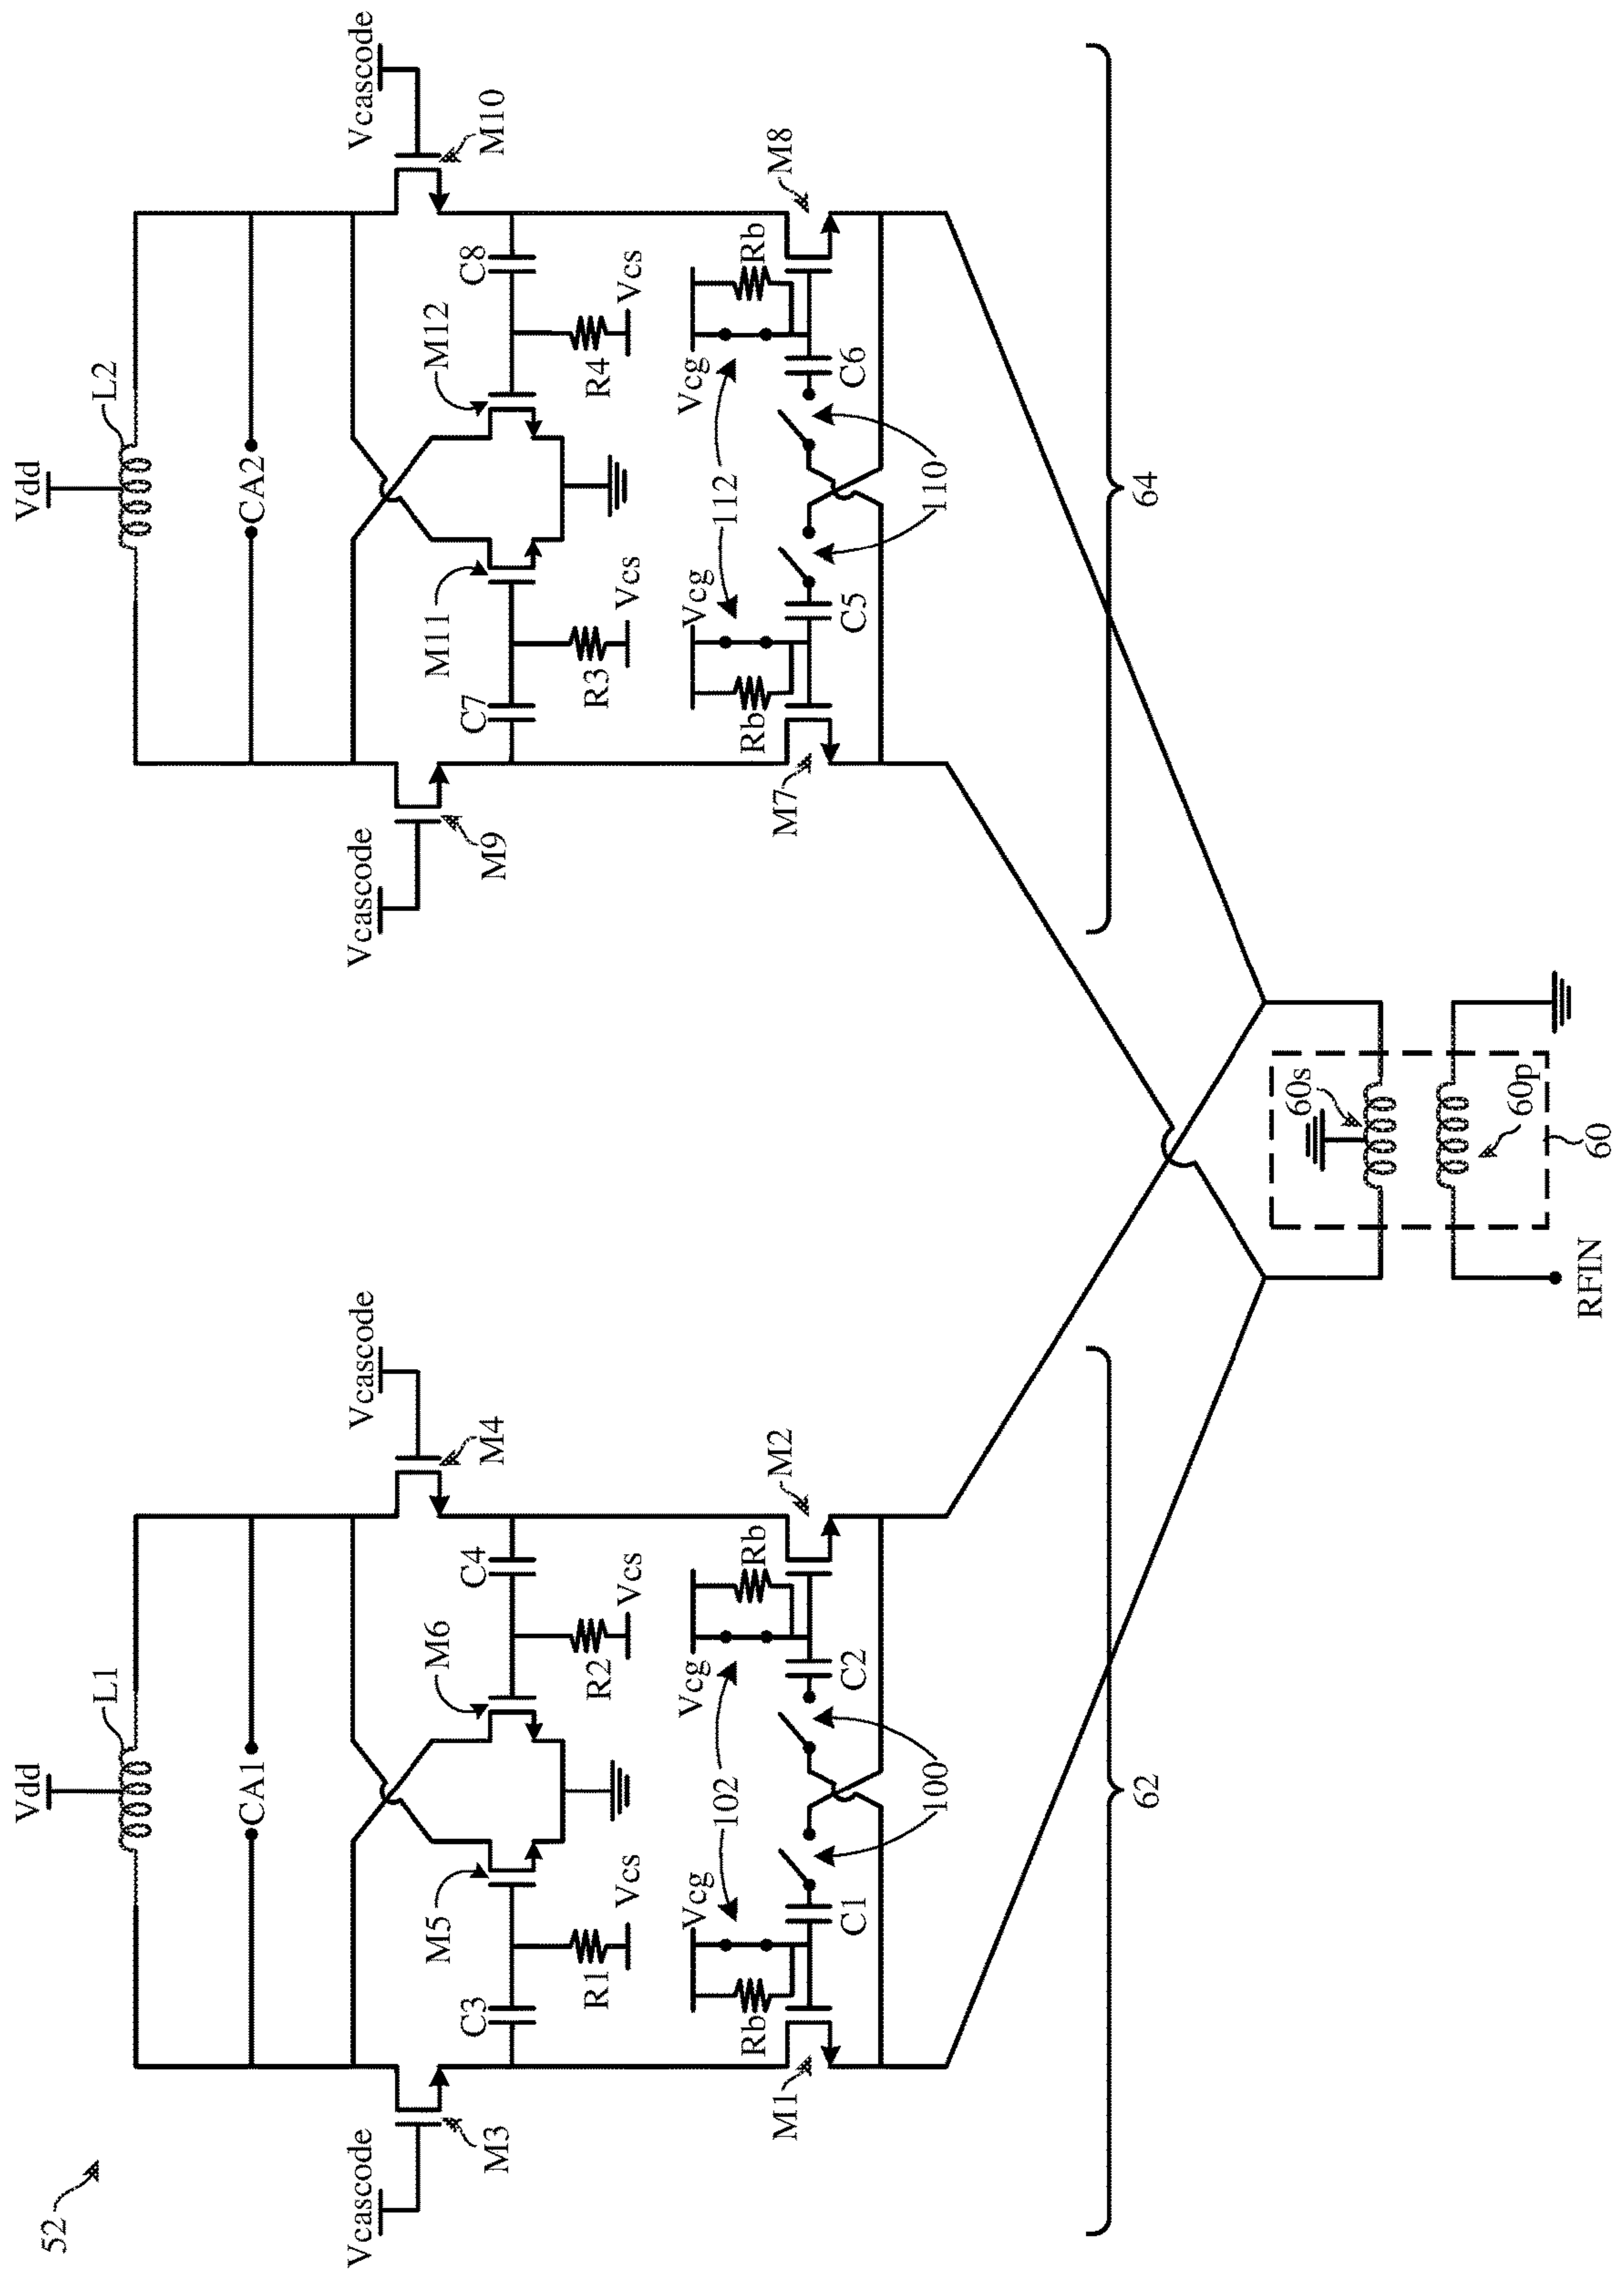 52
Vdd
Vdd
L1
L2
CA1
CA2
Vcascode
Vcascode
Vcascode
Vcascode
M3
M4
M9
M10
C3
M5
M6
C4
C7
M11
M12
C8
R1
Vcs
R2
Vcs
R3
Vcs
R4
Vcs
Vcg
102
Vcg
Vcg
112
Vcg
Rb
Rb
Rb
Rb
M1
M2
M7
M8
C1
C2
C5
C6
100
110
62
64
60s
60p
60
RFIN